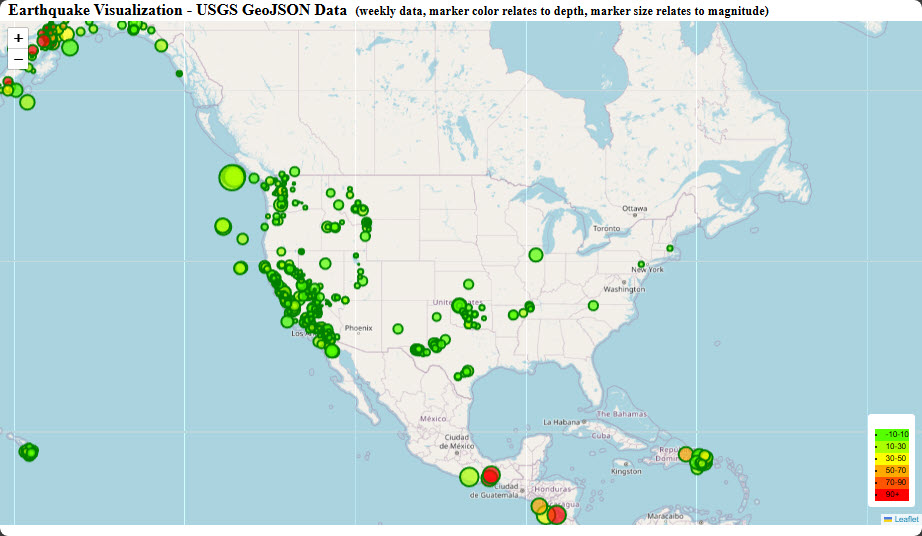 Earthquake Visualization - USGS GeoJSON Data (weekly data, marker color relates to depth, marker size relates to magnitude)
+
−
Ottawa
Toronto
New York
Washington
United States
Phoenix
Los
México
La Habana
The Bahamas
Cuba
Ciudad
de México
Kingston
Ciudad
de Guatemala
Honduras
Maracaibo
-10-10
10-30
30-50
50-70
70-90
90+
Leaflet